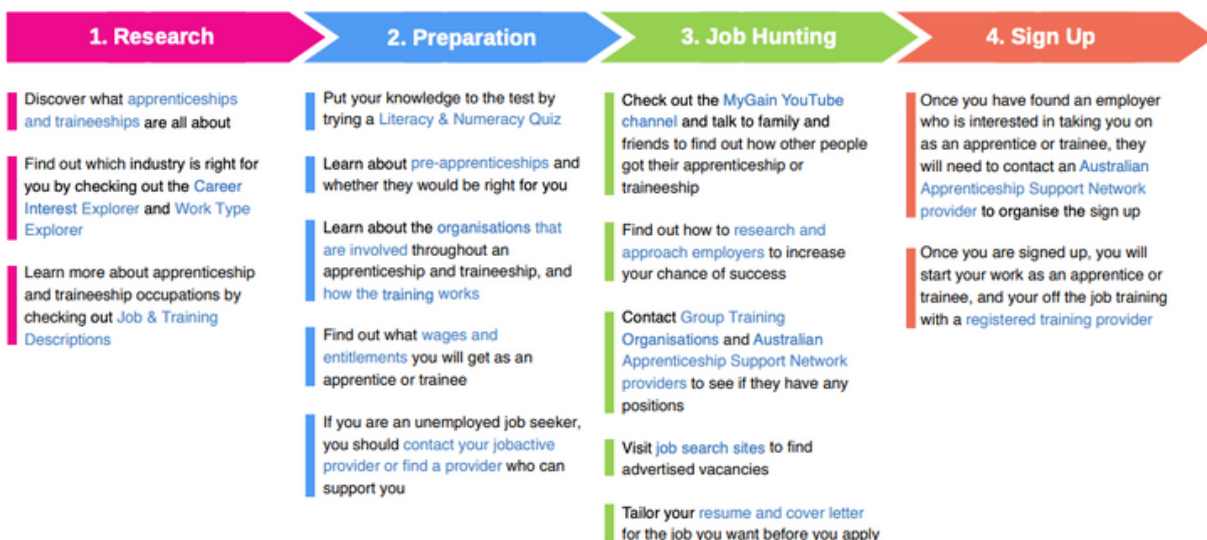 1. Research
2. Preparation
3. Job Hunting
4. Sign Up
Discover what apprenticeships
and traineeships are all about
Find out which industry is right for
you by checking out the Career
Interest Explorer and Work Type
Explorer
Learn more about apprenticeship
and traineeship occupations by
checking out Job & Training
Descriptions
Put your knowledge to the test by
trying a Literacy & Numeracy Quiz
Learn about pre-apprenticeships and
whether they would be right for you
Learn about the organisations that
are involved throughout an
apprenticeship and traineeship, and
how the training works
Find out what wages and
entitlements you will get as an
apprentice or trainee
If you are an unemployed job seeker,
you should contact your jobactive
provider or find a provider who can
support you
Check out the MyGain YouTube
channel and talk to family and
friends to find out how other people
got their apprenticeship or
traineeship
Find out how to research and
approach employers to increase
your chance of success
Contact Group Training
Organisations and Australian
Apprenticeship Support Network
providers to see if they have any
positions
Visit job search sites to find
advertised vacancies
Tailor your resume and cover letter
for the job you want before you apply
Once you have found an employer
who is interested in taking you on
as an apprentice or trainee, they
will need to contact an Australian
Apprenticeship Support Network
provider to organise the sign up
Once you are signed up, you will
start your work as an apprentice or
trainee, and your off the job training
with a registered training provider